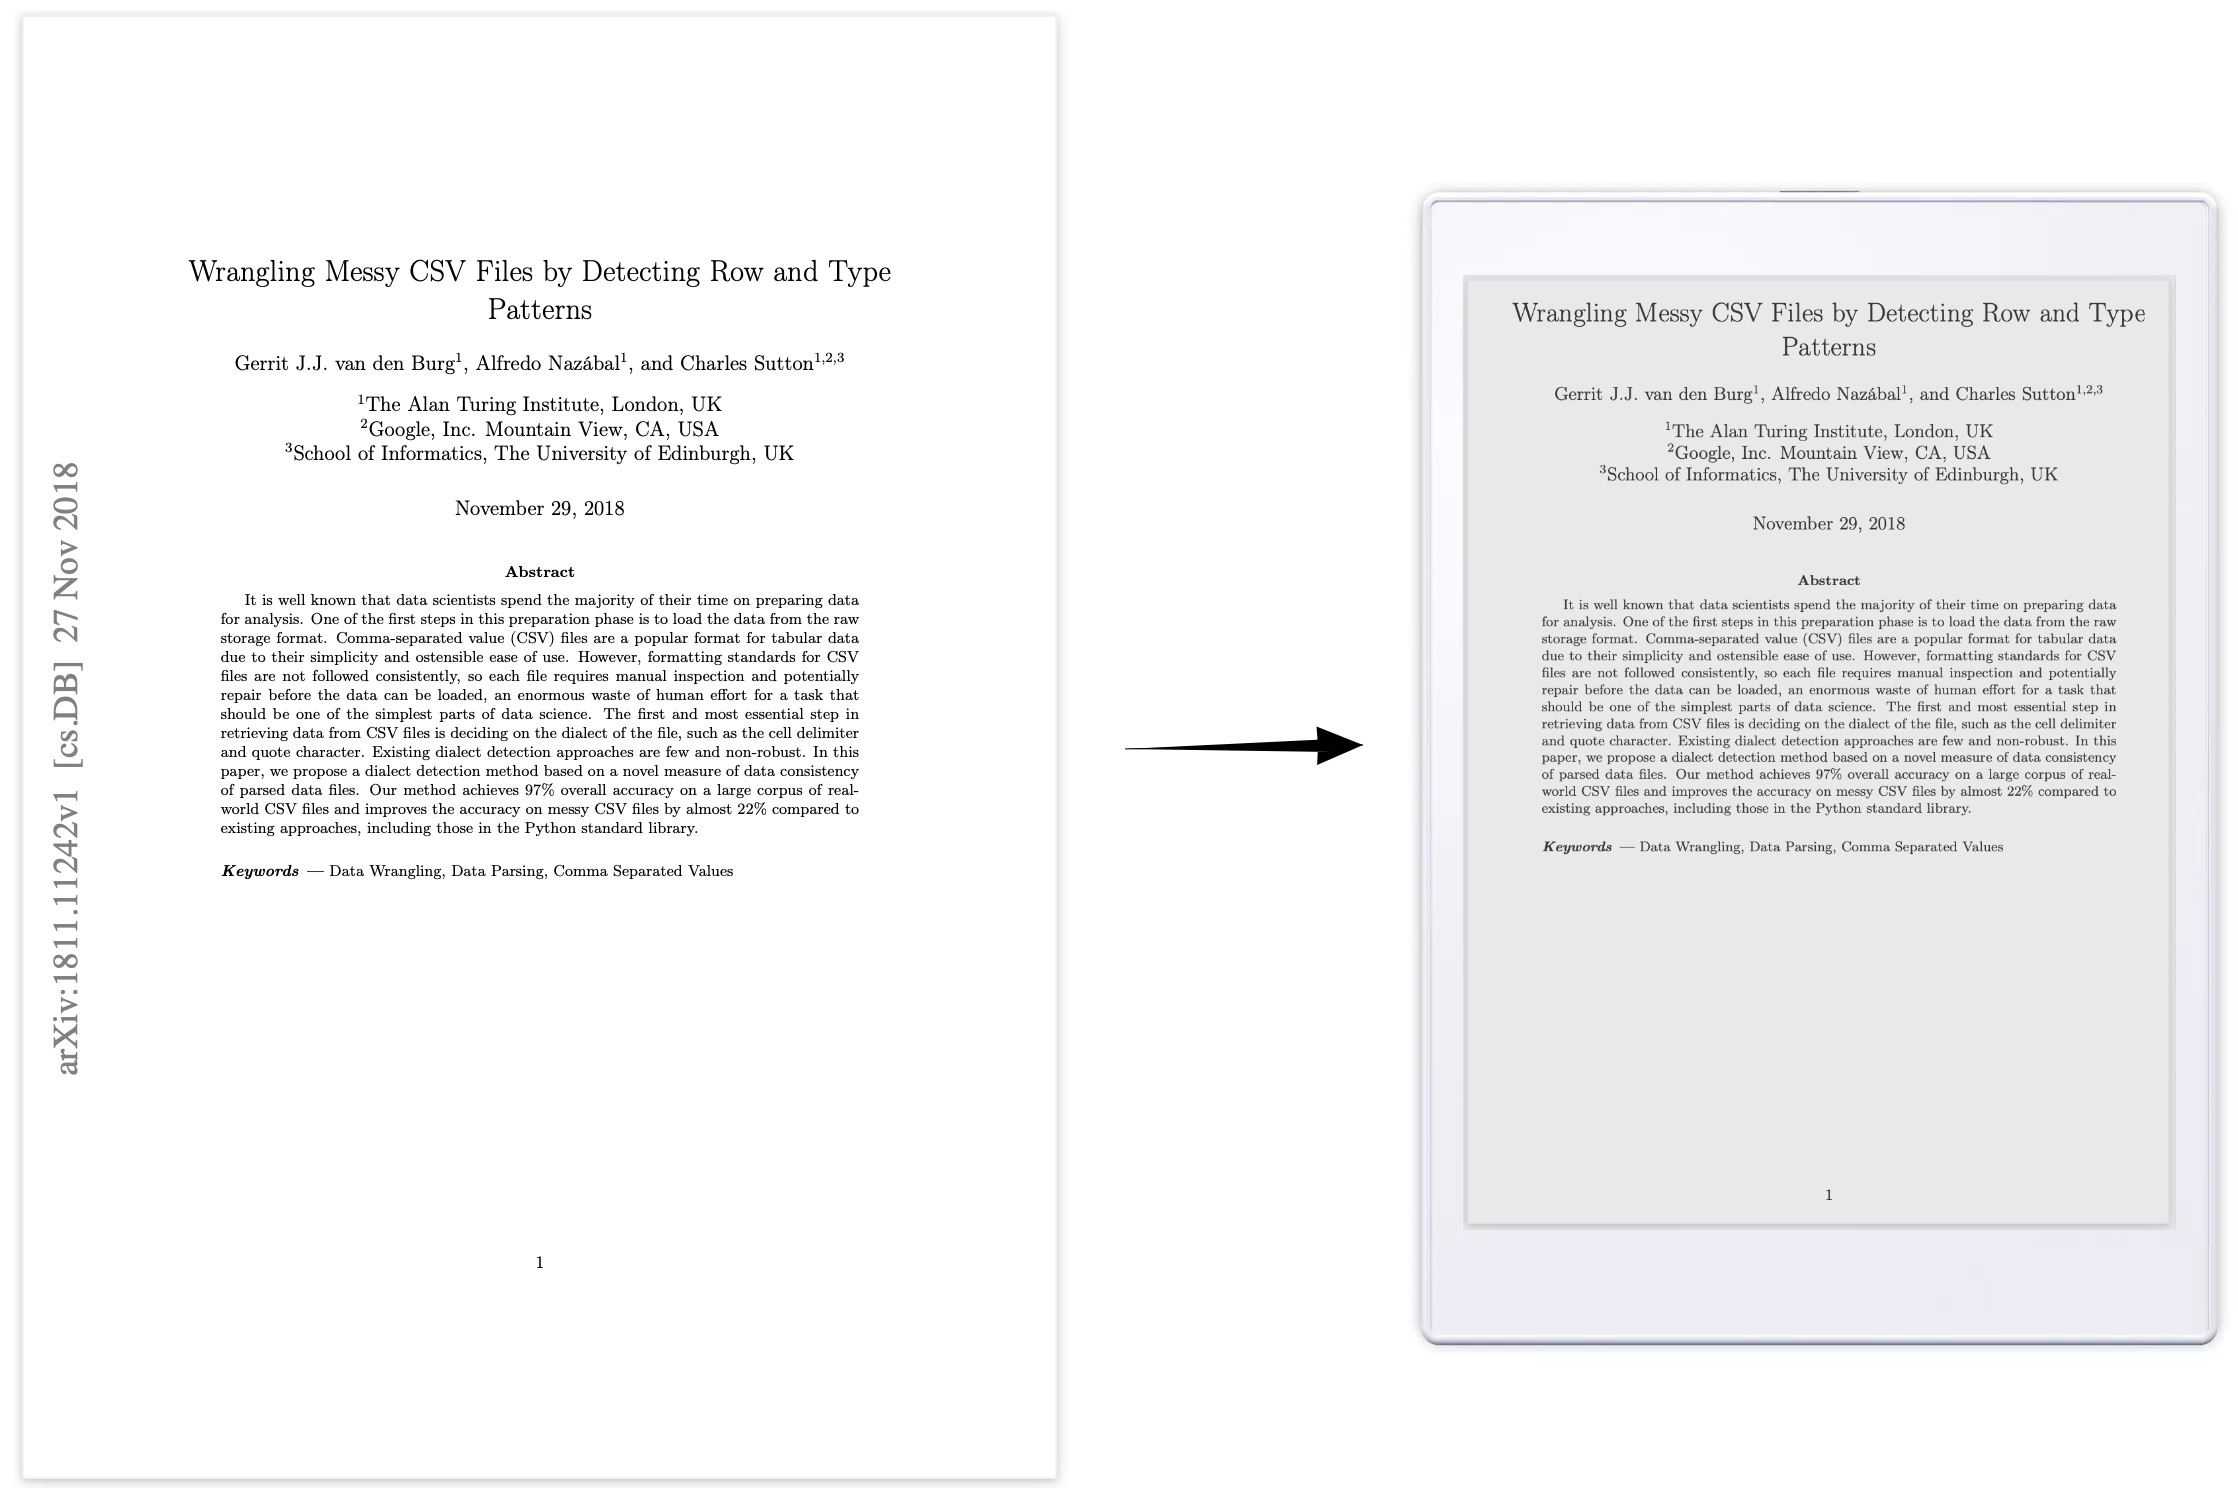 arXiv:1811.11242v1 [cs.DB] 27 Nov 2018
Wrangling Messy CSV Files by Detecting Row and Type
Patterns
Gerrit J.J. van den Burg¹, Alfredo Nazábal¹, and Charles Sutton¹,²,³
¹The Alan Turing Institute, London, UK
²Google, Inc. Mountain View, CA, USA
³School of Informatics, The University of Edinburgh, UK
November 29, 2018
Abstract
It is well known that data scientists spend the majority of their time on preparing data
for analysis. One of the first steps in this preparation phase is to load the data from the raw
storage format. Comma-separated value (CSV) files are a popular format for tabular data
due to their simplicity and ostensible ease of use. However, formatting standards for CSV
files are not followed consistently, so each file requires manual inspection and potentially
repair before the data can be loaded, an enormous waste of human effort for a task that
should be one of the simplest parts of data science. The first and most essential step in
retrieving data from CSV files is deciding on the dialect of the file, such as the cell delimiter
and quote character. Existing dialect detection approaches are few and non-robust. In this
paper, we propose a dialect detection method based on a novel measure of data consistency
of parsed data files. Our method achieves 97% overall accuracy on a large corpus of real-
world CSV files and improves the accuracy on messy CSV files by almost 22% compared to
existing approaches, including those in the Python standard library.
Keywords — Data Wrangling, Data Parsing, Comma Separated Values
1
Wrangling Messy CSV Files by Detecting Row and Type
Patterns
Gerrit J.J. van den Burg¹, Alfredo Nazábal¹, and Charles Sutton¹,²,³
¹The Alan Turing Institute, London, UK
²Google, Inc. Mountain View, CA, USA
³School of Informatics, The University of Edinburgh, UK
November 29, 2018
Abstract
It is well known that data scientists spend the majority of their time on preparing data
for analysis. One of the first steps in this preparation phase is to load the data from the raw
storage format. Comma-separated value (CSV) files are a popular format for tabular data
due to their simplicity and ostensible ease of use. However, formatting standards for CSV
files are not followed consistently, so each file requires manual inspection and potentially
repair before the data can be loaded, an enormous waste of human effort for a task that
should be one of the simplest parts of data science. The first and most essential step in
retrieving data from CSV files is deciding on the dialect of the file, such as the cell delimiter
and quote character. Existing dialect detection approaches are few and non-robust. In this
paper, we propose a dialect detection method based on a novel measure of data consistency
of parsed data files. Our method achieves 97% overall accuracy on a large corpus of real-
world CSV files and improves the accuracy on messy CSV files by almost 22% compared to
existing approaches, including those in the Python standard library.
Keywords — Data Wrangling, Data Parsing, Comma Separated Values
1